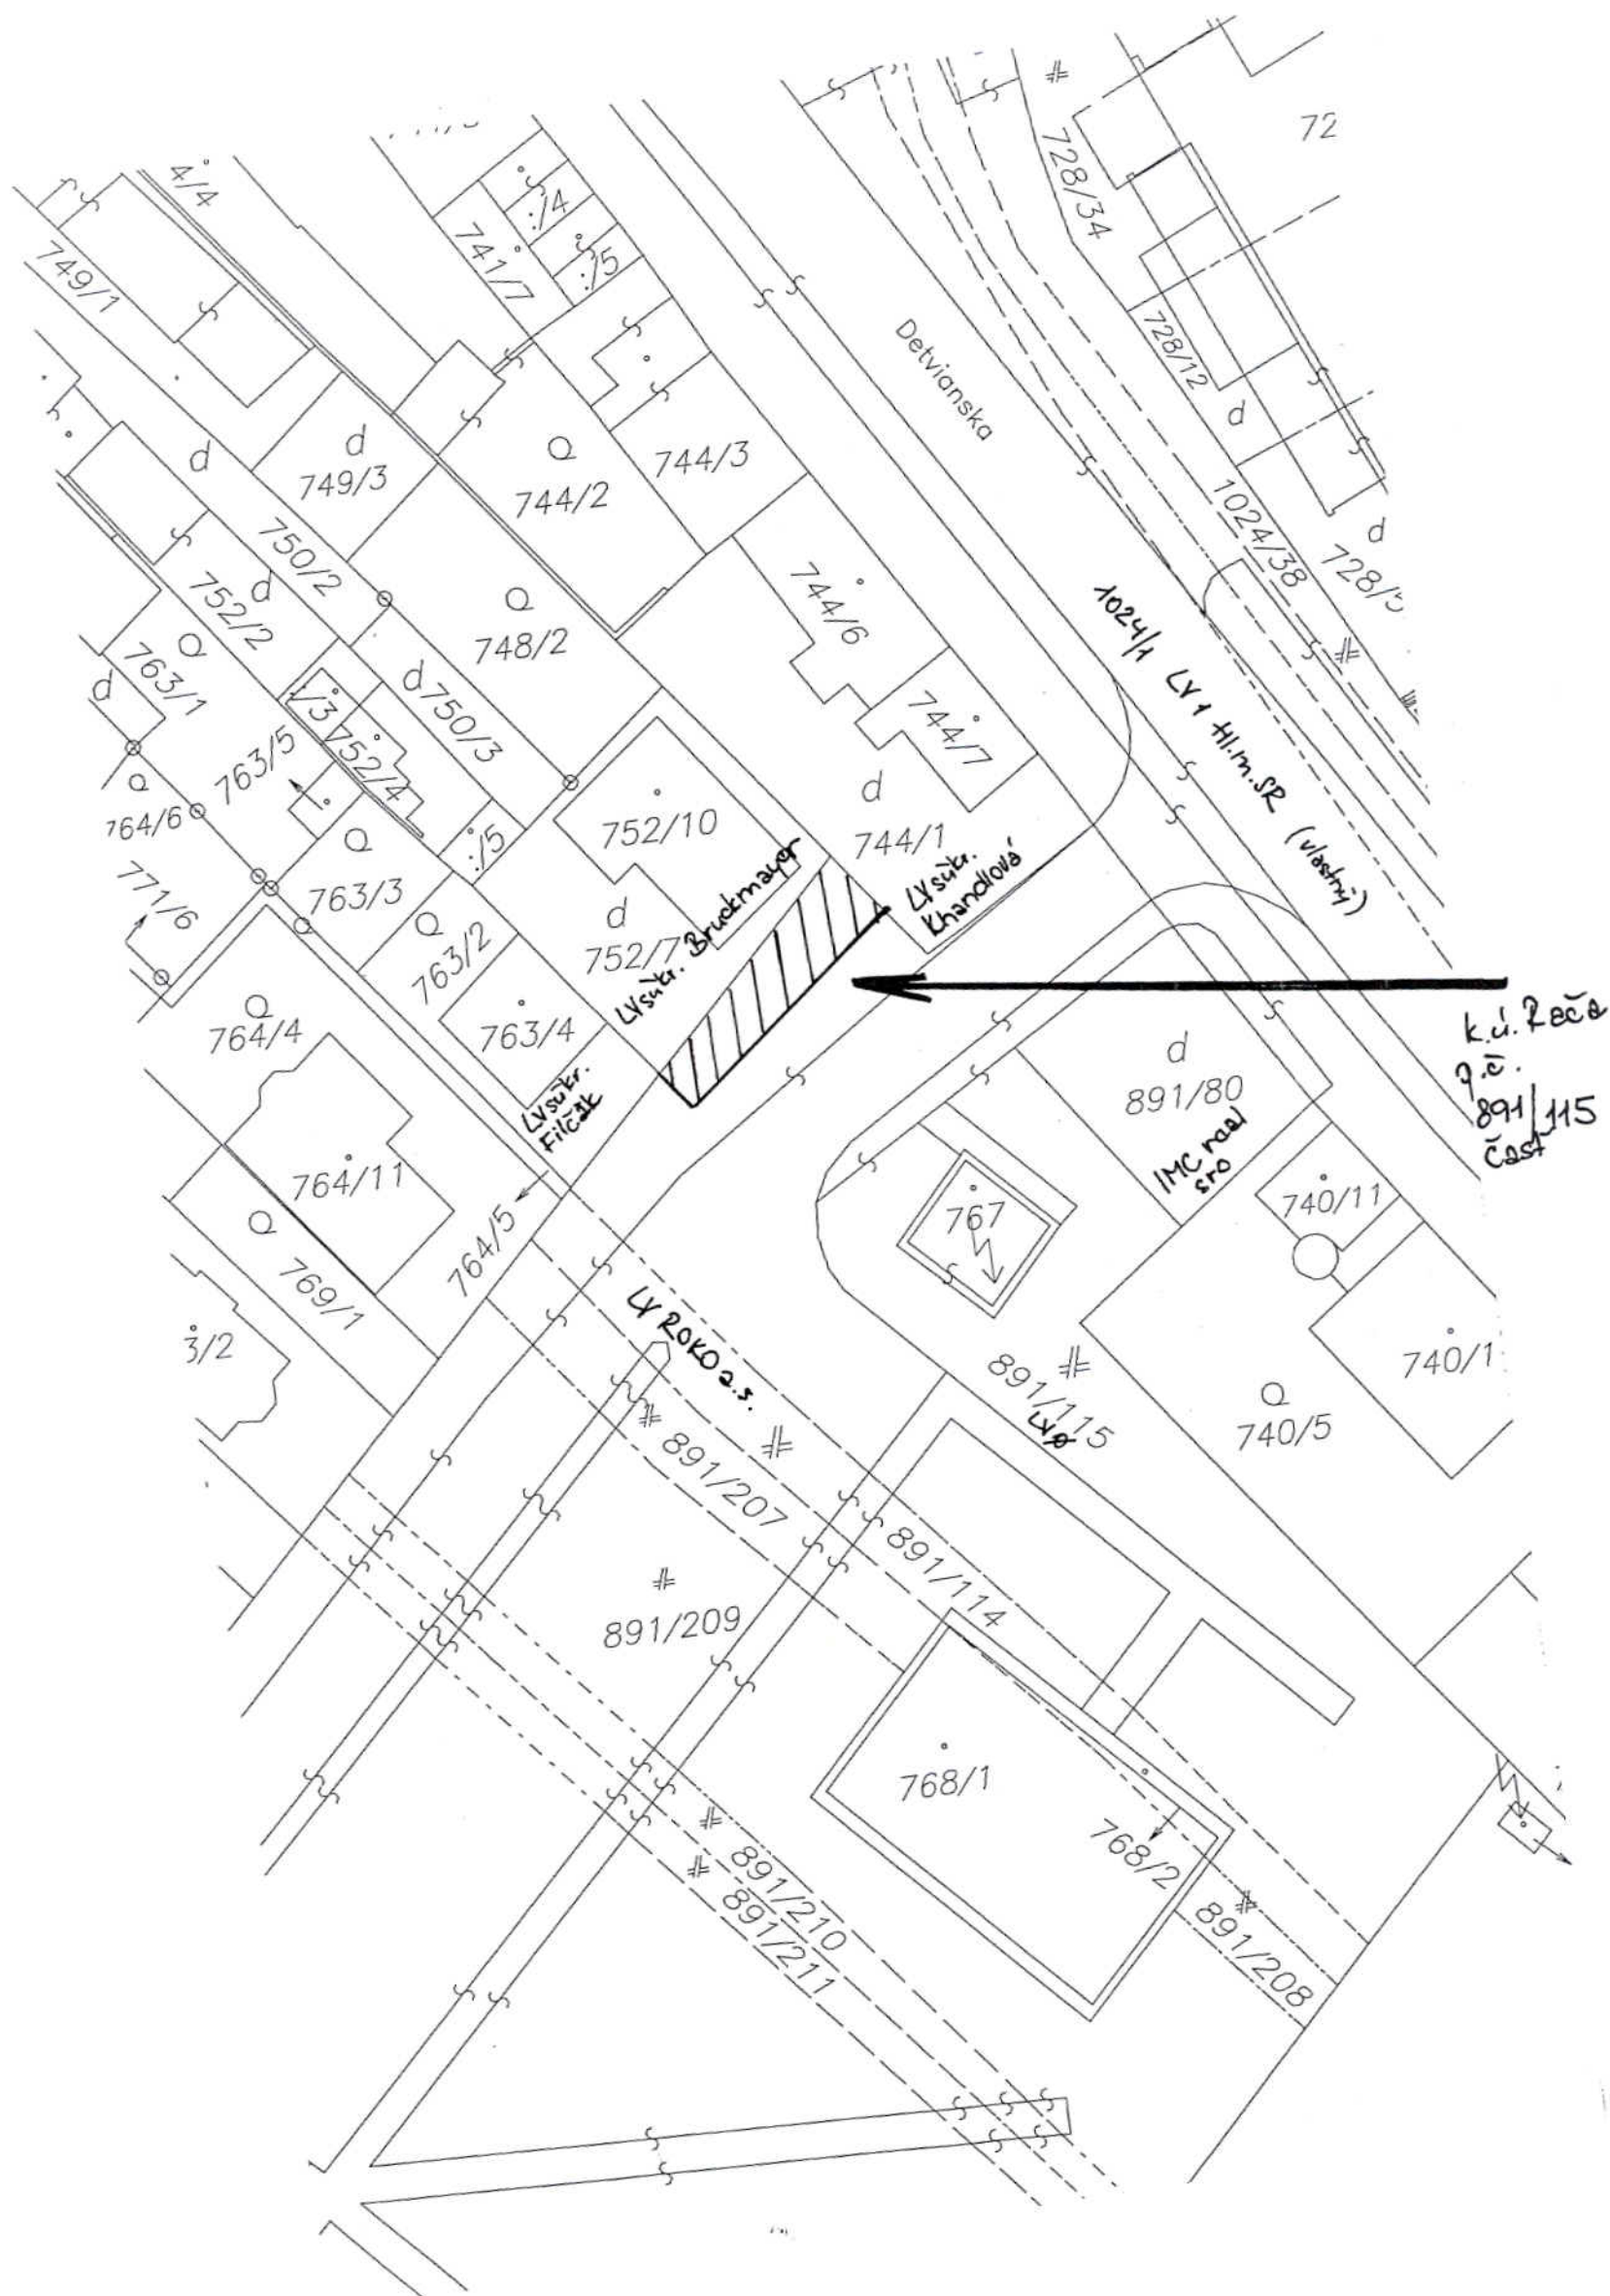 72
4/4
728/34
:/4
741/7
:/5
749/1
728/12
Detvianska
d
d
749/3
Q
744/2
744/3
d
750/2
d
752/2
1024/38
d
Q
748/2
744/6
Q
763/1
d
1024/1 LV 1 Hl.m.SR (vlastný)
/3
752/4
d 750/3
744/7
763/5
Q
764/6
752/10
d
744/1
LV súkr.
Khandlová
:/5
771/6
Q
763/3
Q
763/2
d
752/7
LV súkr. Bruckmayer
Q
764/4
763/4
LV súkr.
Filčák
k.ú. Rača
p.č.
891/115
časť
d
891/80
IMC real
sro
764/11
740/11
767
Q
769/1
764/5
LV ROKO a.s.
3/2
891/115
LVø
740/1
Q
740/5
891/207
891/114
891/209
768/1
768/2
891/210
891/211
891/208